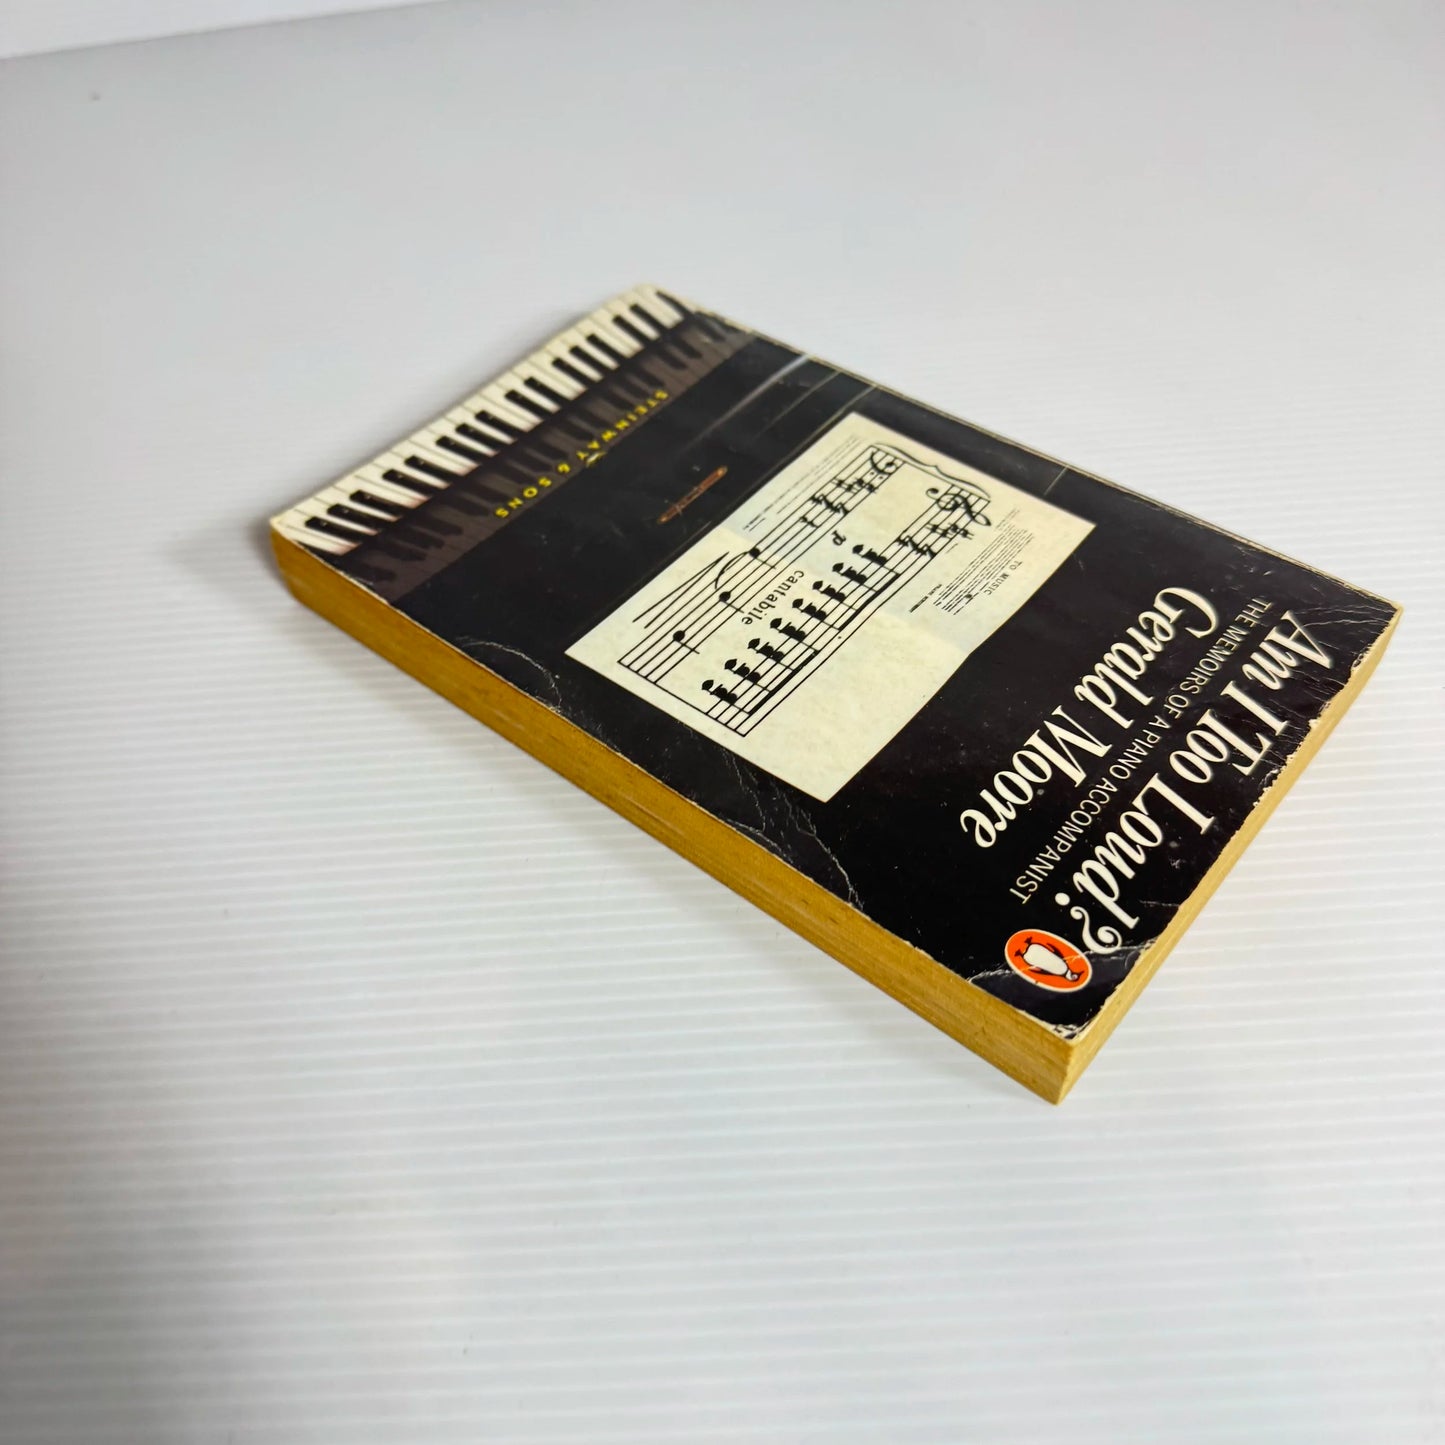 Am I Too Loud?
THE MEMOIRS OF A PIANO ACCOMPANIST
Gerald Moore
TO MUSIC
p
cantabile
STEINWAY & SONS